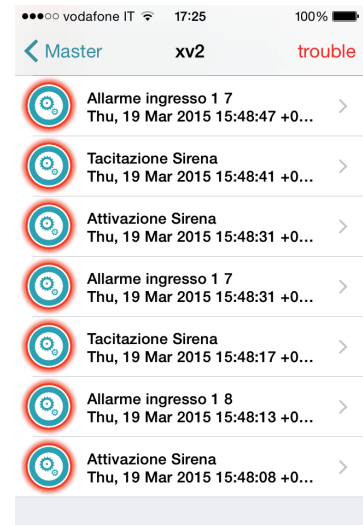 vodafone IT 17:25 100%
Master xv2 trouble
Allarme ingresso 1 7
Thu, 19 Mar 2015 15:48:47 +0...
Tacitazione Sirena
Thu, 19 Mar 2015 15:48:41 +0...
Attivazione Sirena
Thu, 19 Mar 2015 15:48:31 +0...
Allarme ingresso 1 7
Thu, 19 Mar 2015 15:48:31 +0...
Tacitazione Sirena
Thu, 19 Mar 2015 15:48:17 +0...
Allarme ingresso 1 8
Thu, 19 Mar 2015 15:48:13 +0...
Attivazione Sirena
Thu, 19 Mar 2015 15:48:08 +0...